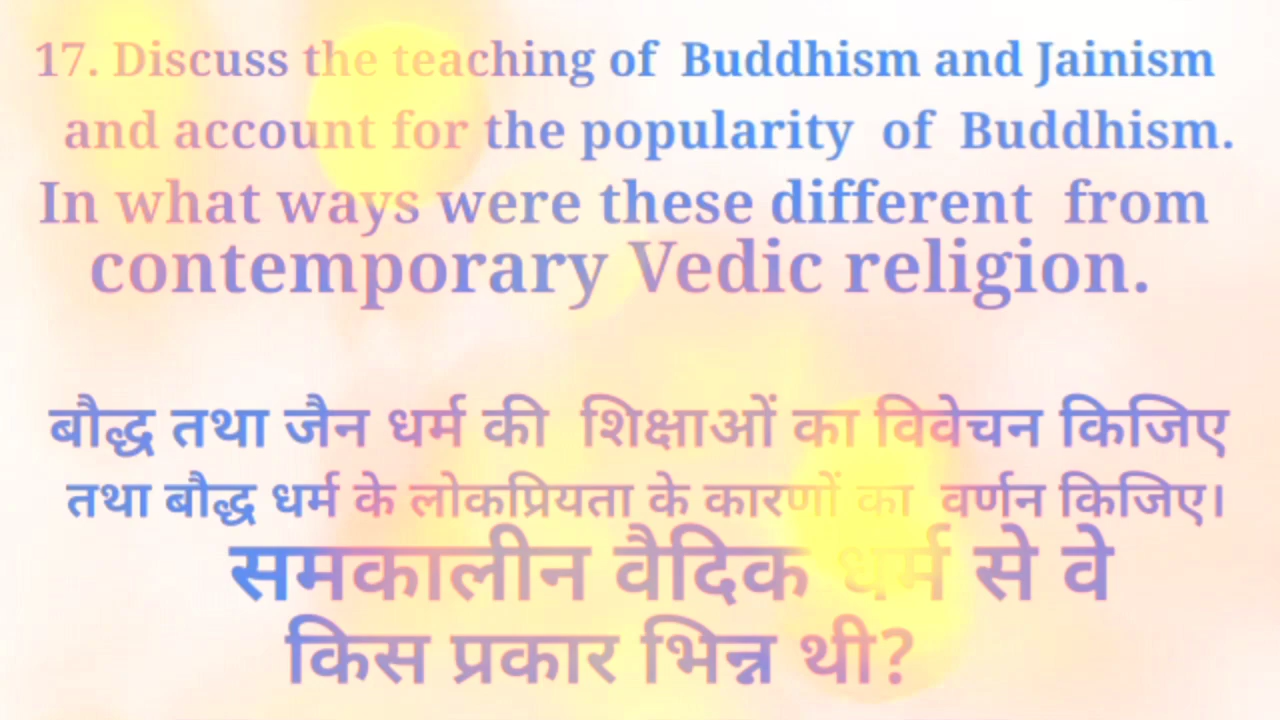 17. Discuss the teaching of Buddhism and Jainism
and account for the popularity of Buddhism.
In what ways were these different from
contemporary Vedic religion.
बौद्ध तथा जैन धर्म की शिक्षाओं का विवेचन किजिए
तथा बौद्ध धर्म के लोकप्रियता के कारणों का वर्णन किजिए।
समकालीन वैदिक धर्म से वे
किस प्रकार भिन्न थी?